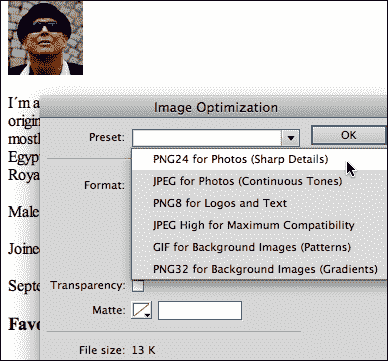 I´m a
origin
mostl
Egyp
Roya
Male
Joine
Septe
Favo
Image Optimization
Preset:
OK
PNG24 for Photos (Sharp Details)
JPEG for Photos (Continuous Tones)
PNG8 for Logos and Text
JPEG High for Maximum Compatibility
GIF for Background Images (Patterns)
PNG32 for Background Images (Gradients)
Format:
Transparency:
Matte:
File size: 13 K